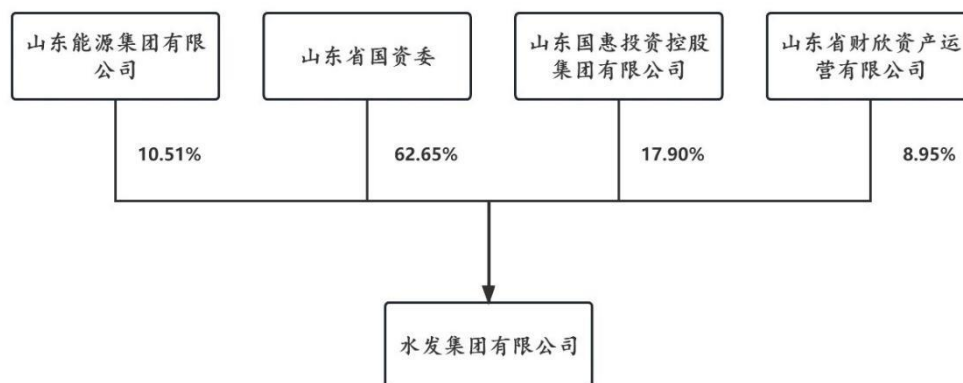 山东能源集团有限
公司
山东省国资委
山东国惠投资控股
集团有限公司
山东省财欣资产运
营有限公司
10.51%
62.65%
17.90%
8.95%
水发集团有限公司